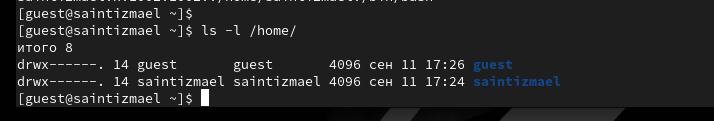 [guest@saintizmael ~]$
[guest@saintizmael ~]$ ls -l /home/
итого 8
drwx------. 14 guest       guest       4096 сен 11 17:26 guest
drwx------. 14 saintizmael saintizmael 4096 сен 11 17:24 saintizmael
[guest@saintizmael ~]$